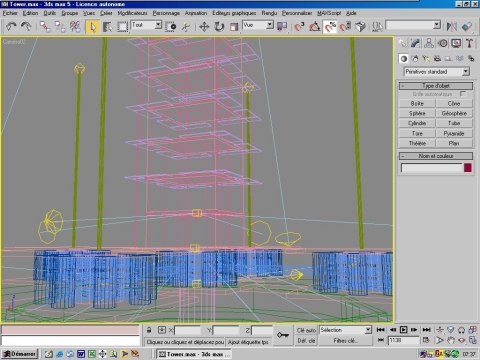 Tower.max - 3ds max 5 - Licence autonome
Fichier Edition Outils Groupe Vues Créer Modificateurs Personnage Animation Editeurs graphiques Rendu Personnaliser MAXScript Aide
Tout
Vue
Camera02
Primitives standard
Type d'objet
Grille automatique
Boîte Cône
Sphère Géosphère
Cylindre Tube
Tore Pyramide
Théière Plan
Nom et couleur
X: Y: Z:
Clé auto Sélection
Cliquez ou cliquez et déplacez pou Ajout étiquette tps Déf. clé Filtres clé...
1138
Démarrer Tower.max - 3ds max ... 07:37